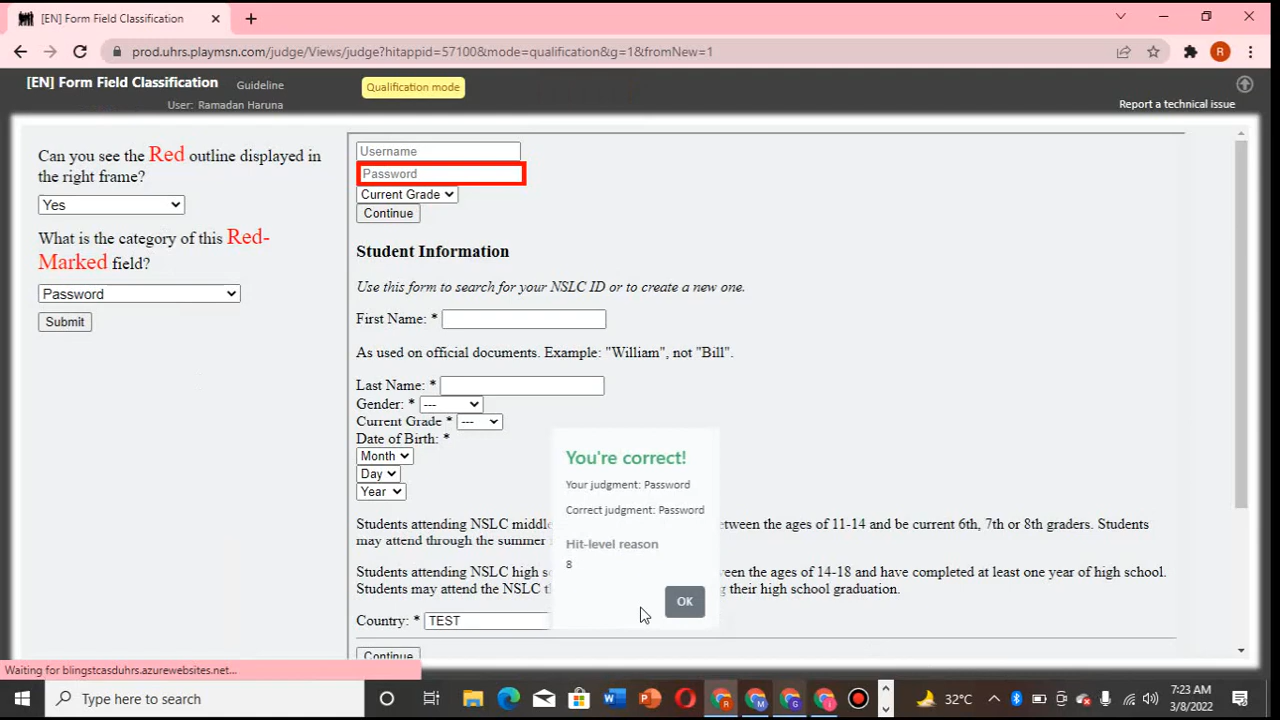 [EN] Form Field Classification
prod.uhrs.playmsn.com/judge/Views/judge?hitappid=57100&mode=qualification&g=1&fromNew=1
R
[EN] Form Field Classification
Guideline
Qualification mode
User: Ramadan Haruna
Report a technical issue
Can you see the Red outline displayed in
the right frame?
Yes
What is the category of this Red-
Marked field?
Password
Submit
Username
Password
Current Grade
Continue
Student Information
Use this form to search for your NSLC ID or to create a new one.
First Name: *
As used on official documents. Example: "William", not "Bill".
Last Name: *
Gender: * ---
Current Grade * ---
Date of Birth: *
Month
Day
Year
You're correct!
Your judgment: Password
Correct judgment: Password
Hit-level reason
8
OK
Students attending NSLC middle etween the ages of 11-14 and be current 6th, 7th or 8th graders. Students
may attend through the summer
Students attending NSLC high s een the ages of 14-18 and have completed at least one year of high school.
Students may attend the NSLC t g their high school graduation.
Country: * TEST
Continue
Waiting for blingstcasduhrs.azurewebsites.net...
Type here to search
32°C
7:23 AM
3/8/2022